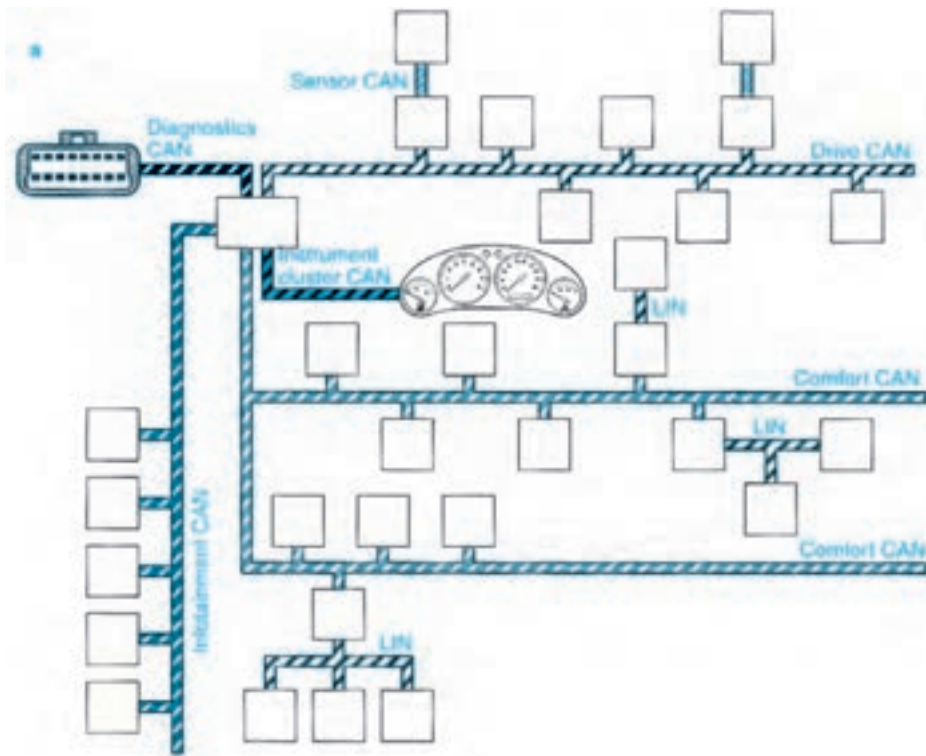 a
Sensor CAN
Diagnostics
CAN
Drive CAN
Instrument
cluster CAN
LIN
Comfort CAN
LIN
Infotainment CAN
Comfort CAN
LIN